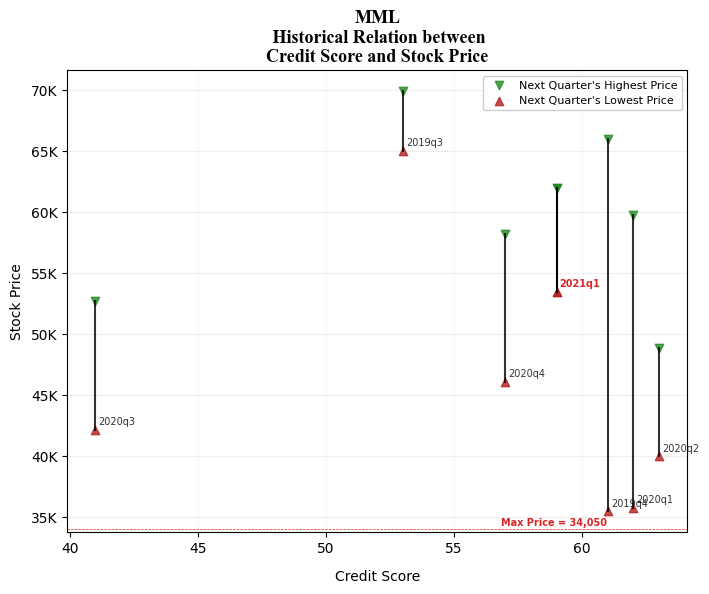 MML
Historical Relation between
Credit Score and Stock Price
Next Quarter's Highest Price
Next Quarter's Lowest Price
70K
65K
60K
55K
50K
45K
40K
35K
Stock Price
2019q3
2021q1
2020q4
2020q3
2020q2
2019q4
2020q1
Max Price = 34,050
40
45
50
55
60
Credit Score